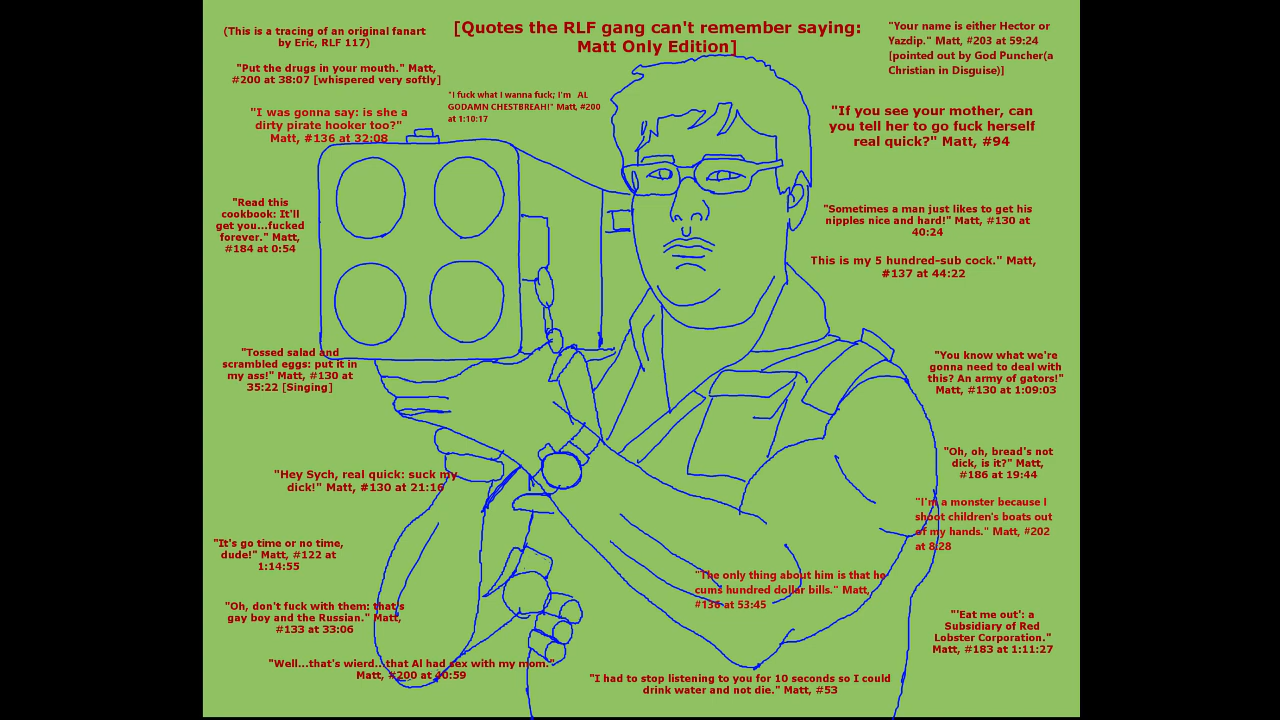 [Quotes the RLF gang can't remember saying:
Matt Only Edition]
(This is a tracing of an original fanart
by Eric, RLF 117)
"Put the drugs in your mouth." Matt,
#200 at 38:07 [whispered very softly]
"I was gonna say: is she a
dirty pirate hooker too?"
Matt, #136 at 32:08
"I fuck what I wanna fuck; I'm AL
GODAMN CHESTBREAH!" Matt, #200
at 1:10:17
"Your name is either Hector or
Yazdip." Matt, #203 at 59:24
[pointed out by God Puncher(a
Christian in Disguise)]
"If you see your mother, can
you tell her to go fuck herself
real quick?" Matt, #94
"Read this
cookbook: It'll
get you...fucked
forever." Matt,
#184 at 0:54
"Sometimes a man just likes to get his
nipples nice and hard!" Matt, #130 at
40:24
This is my 5 hundred-sub cock." Matt,
#137 at 44:22
"Tossed salad and
scrambled eggs: put it in
my ass!" Matt, #130 at
35:22 [Singing]
"You know what we're
gonna need to deal with
this? An army of gators!"
Matt, #130 at 1:09:03
"Hey Sych, real quick: suck my
dick!" Matt, #130 at 21:16
"Oh, oh, bread's not
dick, is it?" Matt,
#186 at 19:44
"I'm a monster because I
shoot children's boats out
of my hands." Matt, #202
at 8:28
"It's go time or no time,
dude!" Matt, #122 at
1:14:55
"The only thing about him is that he
cums hundred dollar bills." Matt,
#136 at 53:45
"Oh, don't fuck with them: that's
gay boy and the Russian." Matt,
#133 at 33:06
"'Eat me out': a
Subsidiary of Red
Lobster Corporation."
Matt, #183 at 1:11:27
"Well...that's wierd...that Al had sex with my mom."
Matt, #200 at 40:59
"I had to stop listening to you for 10 seconds so I could
drink water and not die." Matt, #53